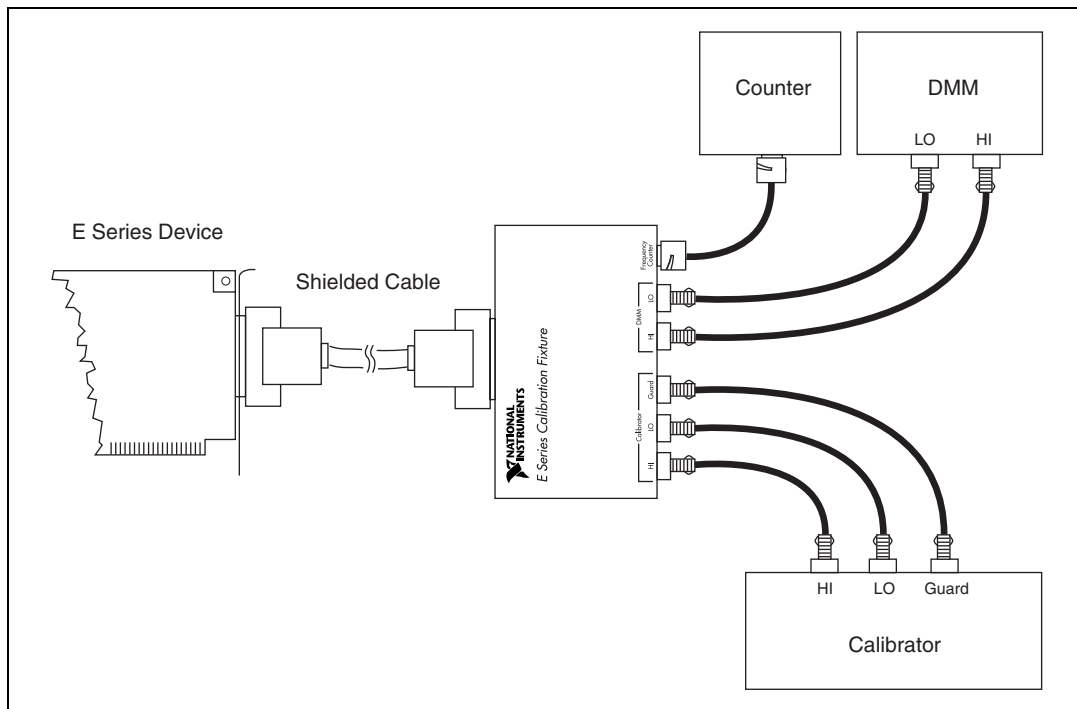 Counter
DMM
LO HI
E Series Device
Shielded Cable
Frequency
Counter
LO
DMM
HI
Guard
Calibrator
LO
HI
NATIONAL
INSTRUMENTS
E Series Calibration Fixture
HI LO Guard
Calibrator